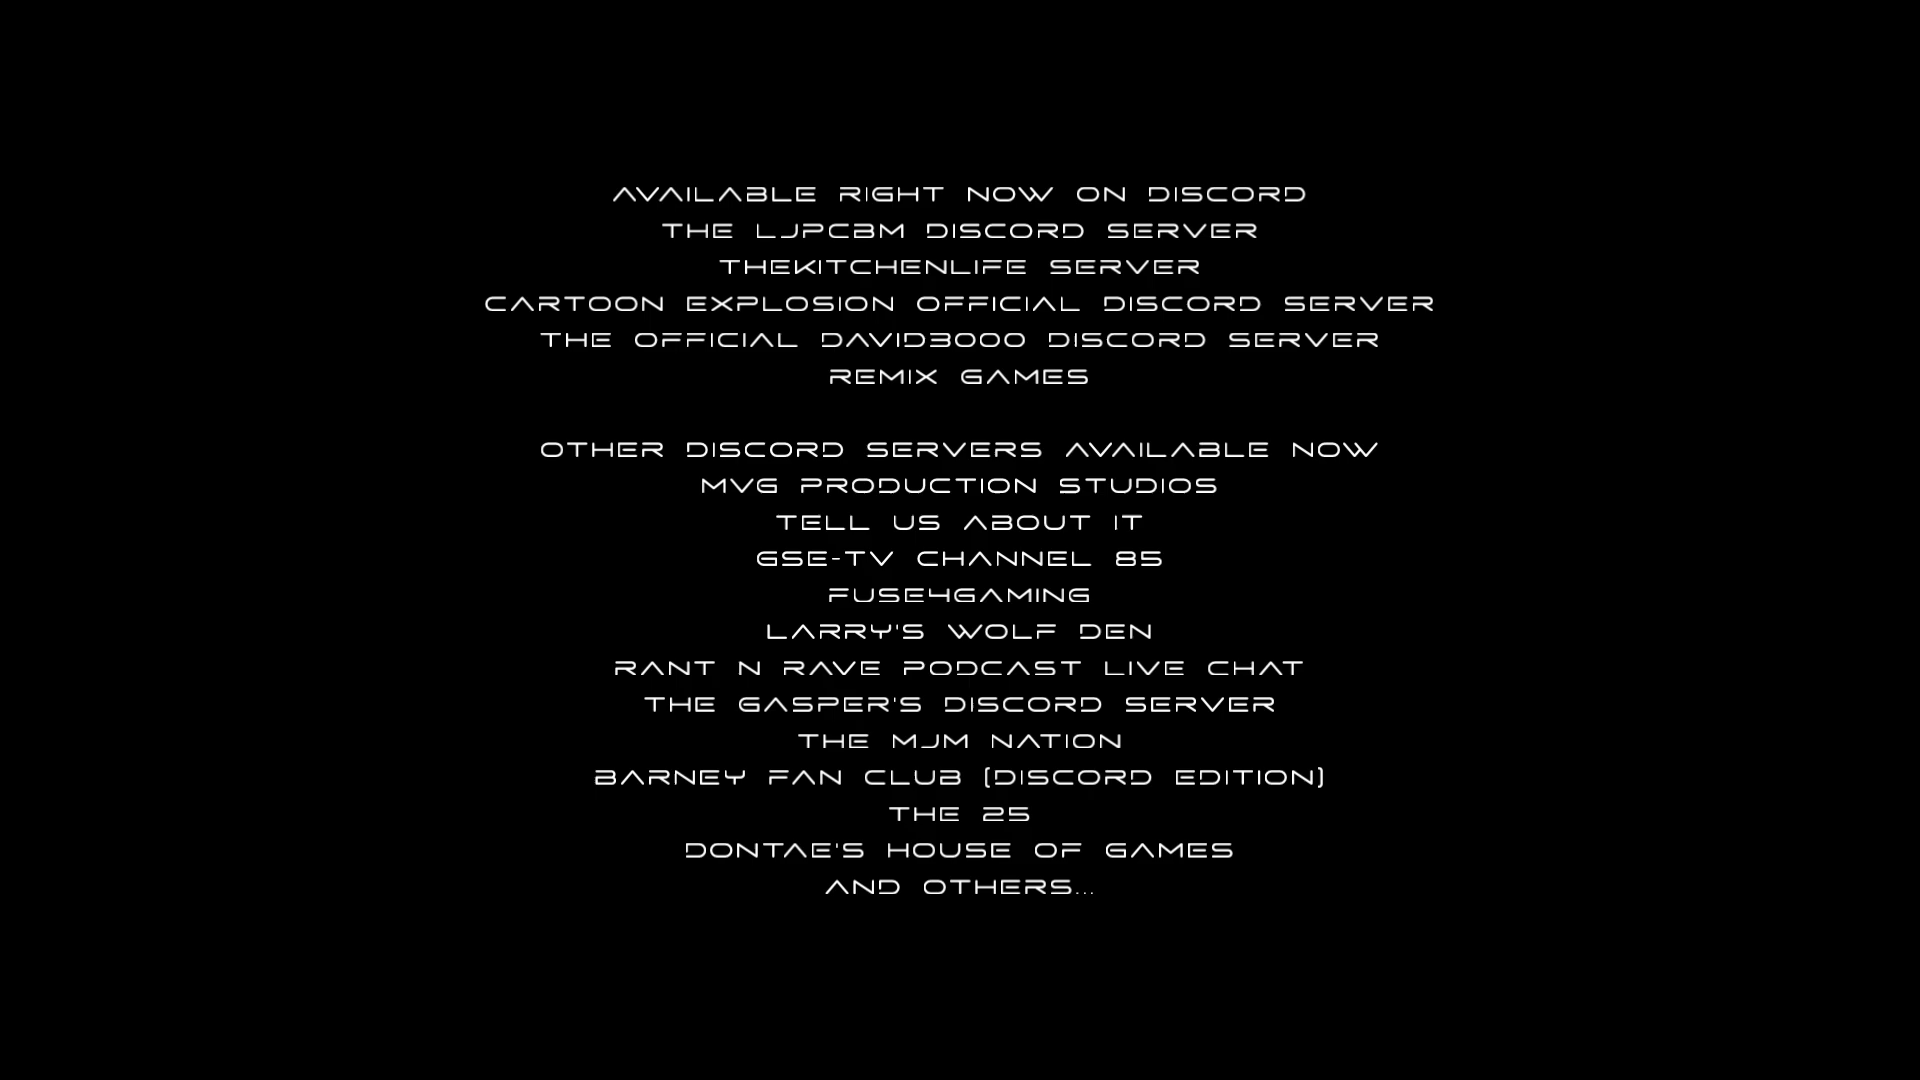 AVAILABLE RIGHT NOW ON DISCORD
THE LJPCBM DISCORD SERVER
THEKITCHENLIFE SERVER
CARTOON EXPLOSION OFFICIAL DISCORD SERVER
THE OFFICIAL DAVID3000 DISCORD SERVER
REMIX GAMES
OTHER DISCORD SERVERS AVAILABLE NOW
MVG PRODUCTION STUDIOS
TELL US ABOUT IT
GSE-TV CHANNEL 85
FUSE4GAMING
LARRY'S WOLF DEN
RANT N RAVE PODCAST LIVE CHAT
THE GASPER'S DISCORD SERVER
THE MJM NATION
BARNEY FAN CLUB (DISCORD EDITION)
THE 25
DONTAE'S HOUSE OF GAMES
AND OTHERS...